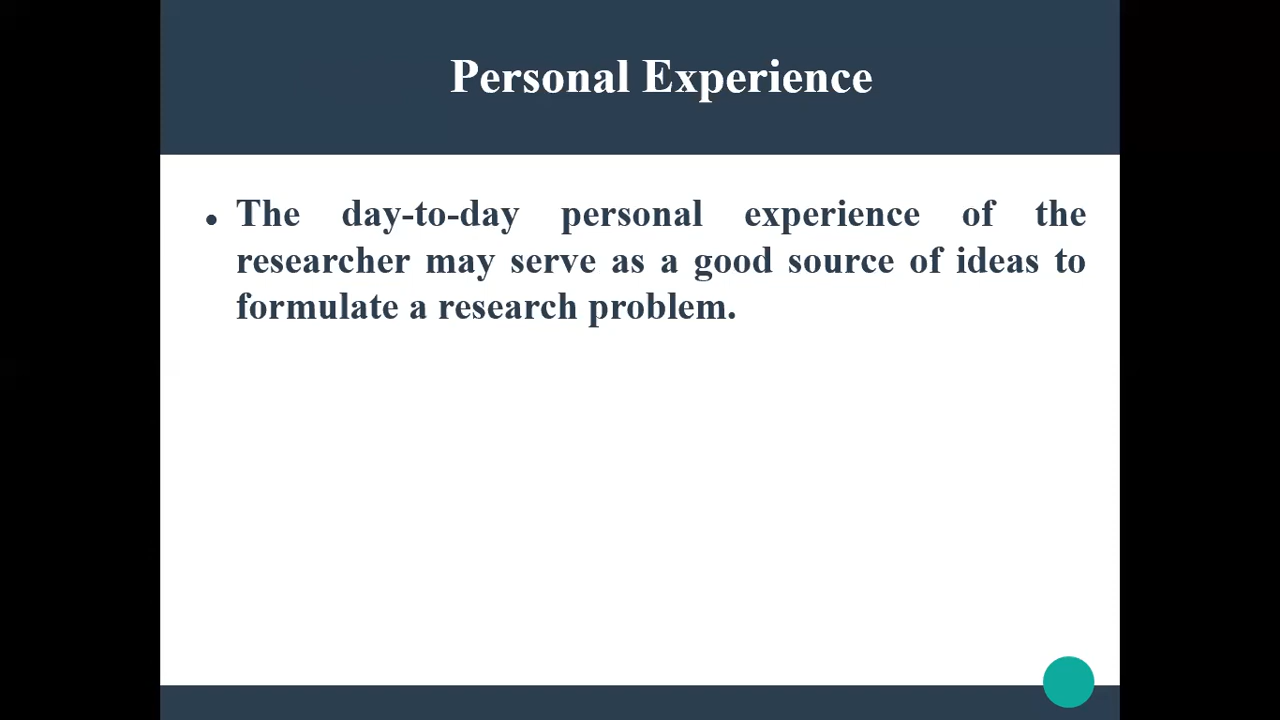 Personal Experience
• The day-to-day personal experience of the
researcher may serve as a good source of ideas to
formulate a research problem.